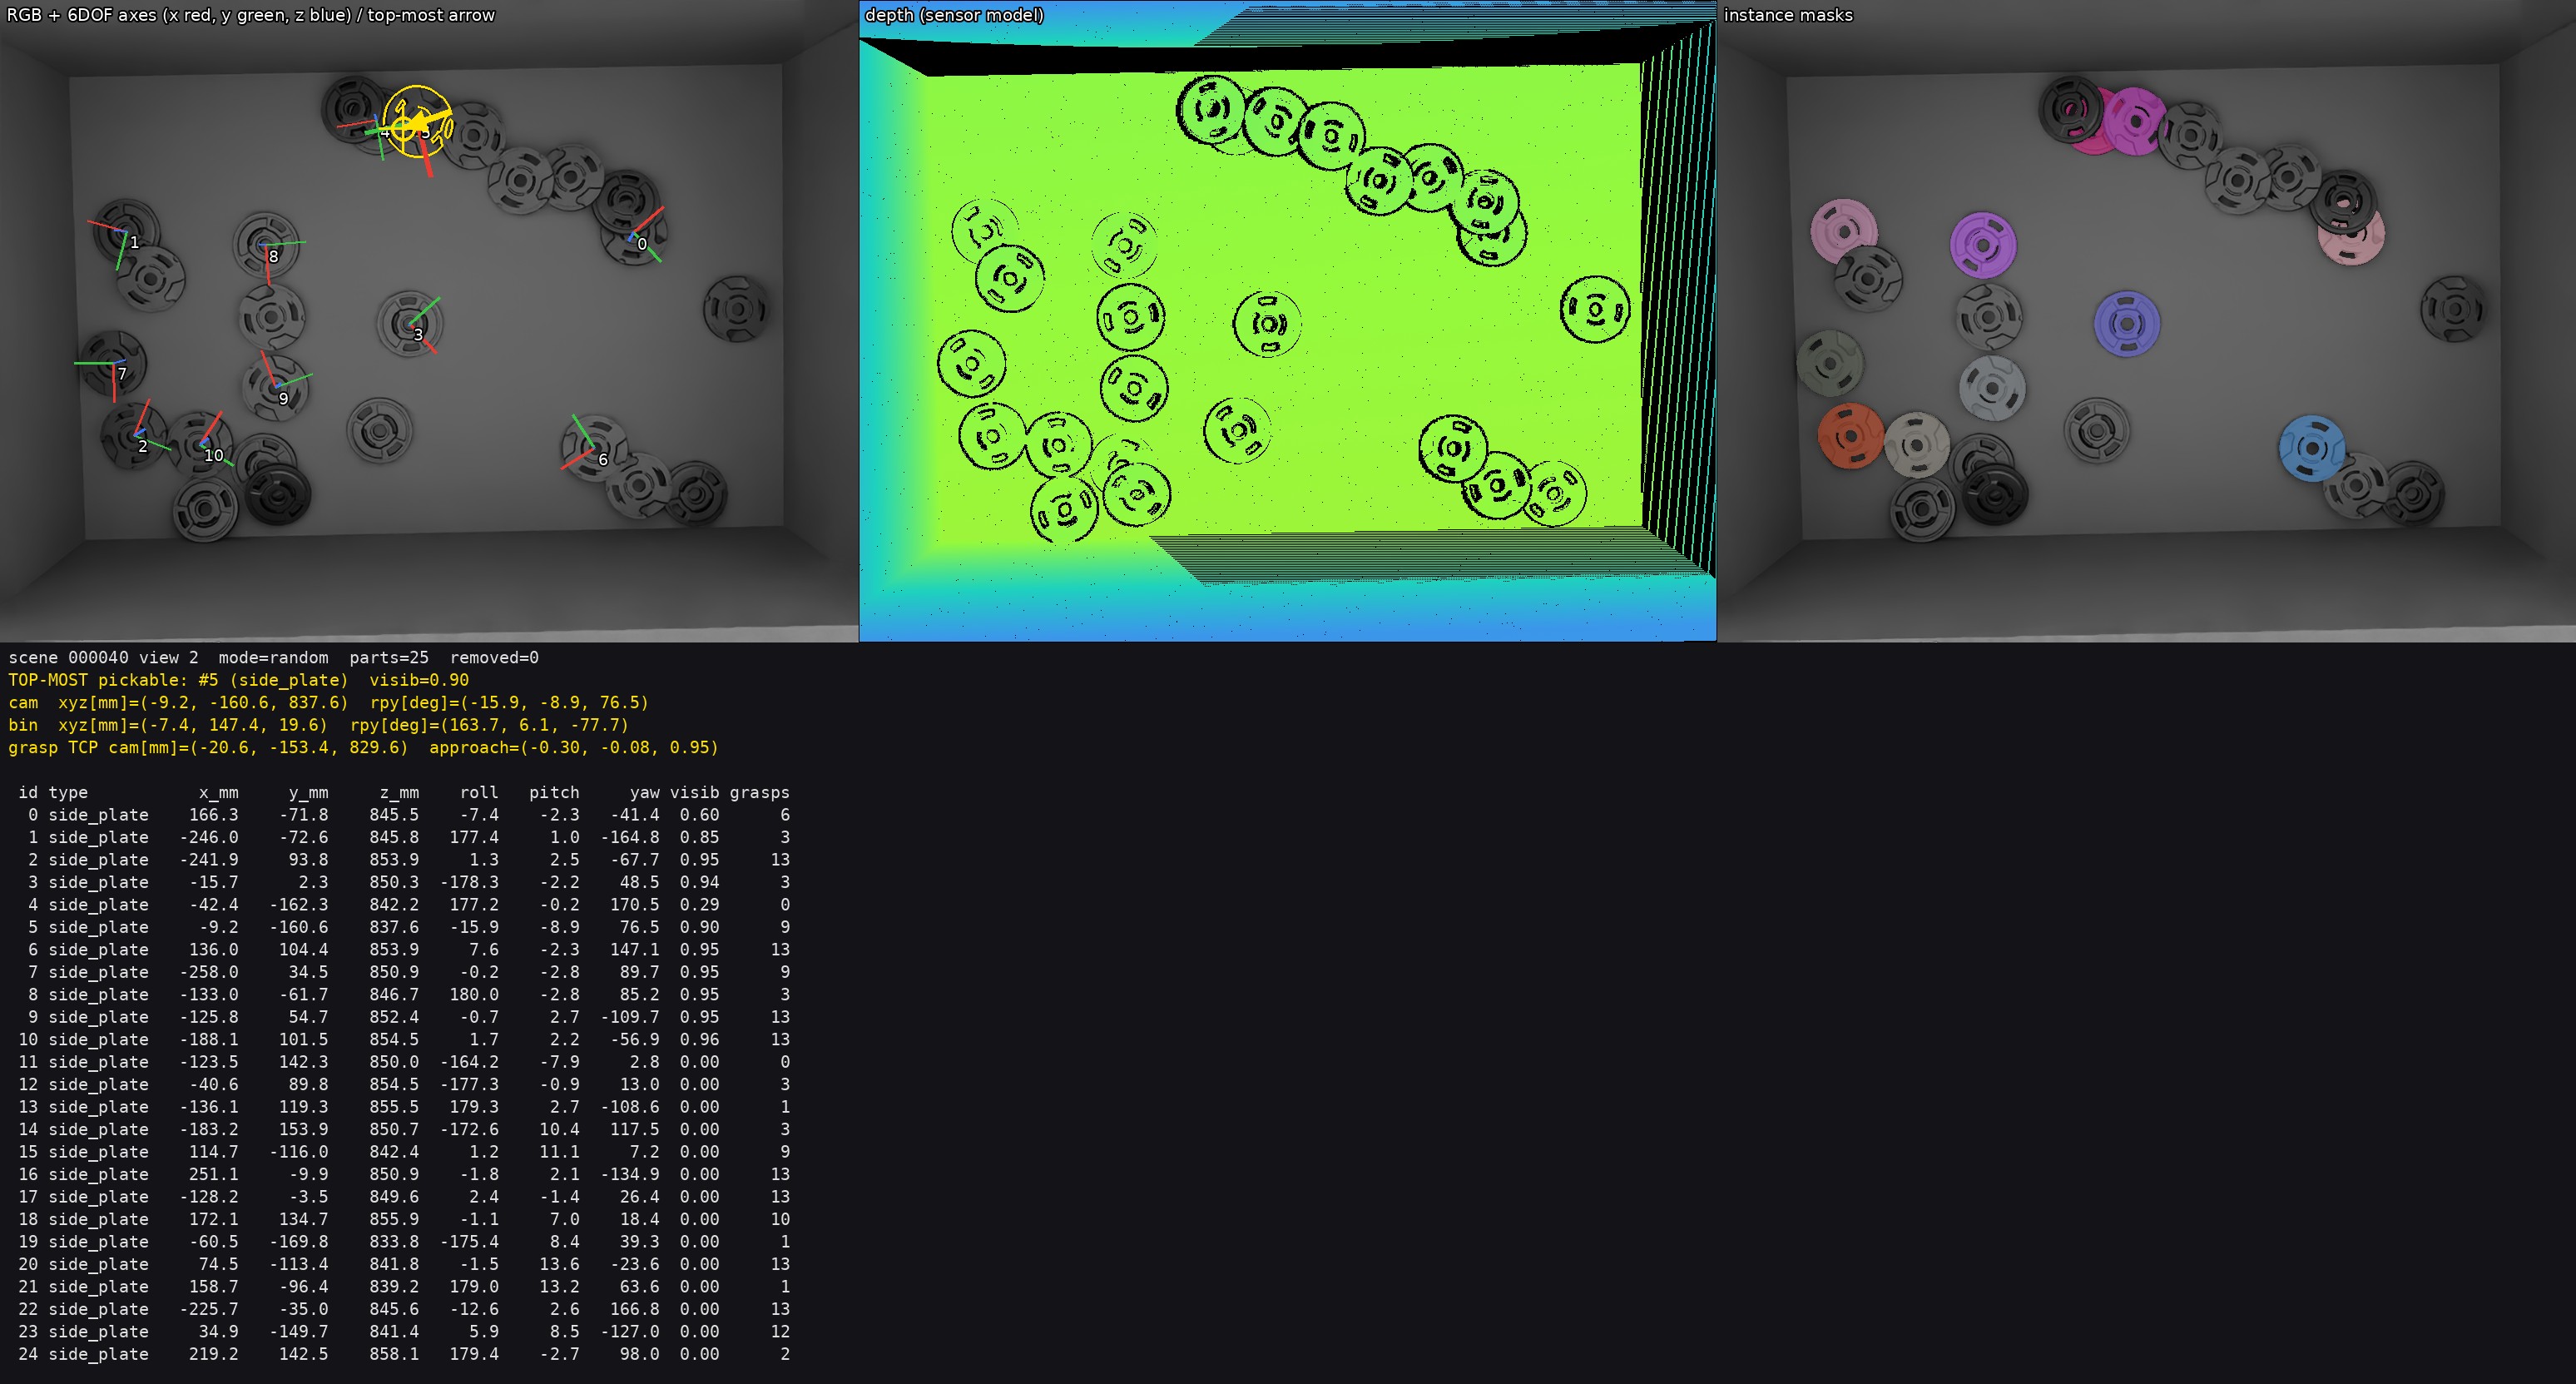 RGB + 6DOF axes (x red, y green, z blue) / top-most arrow
depth (sensor model)
instance masks
4
5
1
0
8
3
7
9
2
10
6
scene 000040 view 2  mode=random  parts=25  removed=0
TOP-MOST pickable: #5 (side_plate)  visib=0.90
cam  xyz[mm]=(-9.2, -160.6, 837.6)  rpy[deg]=(-15.9, -8.9, 76.5)
bin  xyz[mm]=(-7.4, 147.4, 19.6)  rpy[deg]=(163.7, 6.1, -77.7)
grasp TCP cam[mm]=(-20.6, -153.4, 829.6)  approach=(-0.30, -0.08, 0.95)
id type x_mm y_mm z_mm roll pitch yaw visib grasps
0 side_plate 166.3 -71.8 845.5 -7.4 -2.3 -41.4 0.60 6
1 side_plate -246.0 -72.6 845.8 177.4 1.0 -164.8 0.85 3
2 side_plate -241.9 93.8 853.9 1.3 2.5 -67.7 0.95 13
3 side_plate -15.7 2.3 850.3 -178.3 -2.2 48.5 0.94 3
4 side_plate -42.4 -162.3 842.2 177.2 -0.2 170.5 0.29 0
5 side_plate -9.2 -160.6 837.6 -15.9 -8.9 76.5 0.90 9
6 side_plate 136.0 104.4 853.9 7.6 -2.3 147.1 0.95 13
7 side_plate -258.0 34.5 850.9 -0.2 -2.8 89.7 0.95 9
8 side_plate -133.0 -61.7 846.7 180.0 -2.8 85.2 0.95 3
9 side_plate -125.8 54.7 852.4 -0.7 2.7 -109.7 0.95 13
10 side_plate -188.1 101.5 854.5 1.7 2.2 -56.9 0.96 13
11 side_plate -123.5 142.3 850.0 -164.2 -7.9 2.8 0.00 0
12 side_plate -40.6 89.8 854.5 -177.3 -0.9 13.0 0.00 3
13 side_plate -136.1 119.3 855.5 179.3 2.7 -108.6 0.00 1
14 side_plate -183.2 153.9 850.7 -172.6 10.4 117.5 0.00 3
15 side_plate 114.7 -116.0 842.4 1.2 11.1 7.2 0.00 9
16 side_plate 251.1 -9.9 850.9 -1.8 2.1 -134.9 0.00 13
17 side_plate -128.2 -3.5 849.6 2.4 -1.4 26.4 0.00 13
18 side_plate 172.1 134.7 855.9 -1.1 7.0 18.4 0.00 10
19 side_plate -60.5 -169.8 833.8 -175.4 8.4 39.3 0.00 1
20 side_plate 74.5 -113.4 841.8 -1.5 13.6 -23.6 0.00 13
21 side_plate 158.7 -96.4 839.2 179.0 13.2 63.6 0.00 1
22 side_plate -225.7 -35.0 845.6 -12.6 2.6 166.8 0.00 13
23 side_plate 34.9 -149.7 841.4 5.9 8.5 -127.0 0.00 12
24 side_plate 219.2 142.5 858.1 179.4 -2.7 98.0 0.00 2